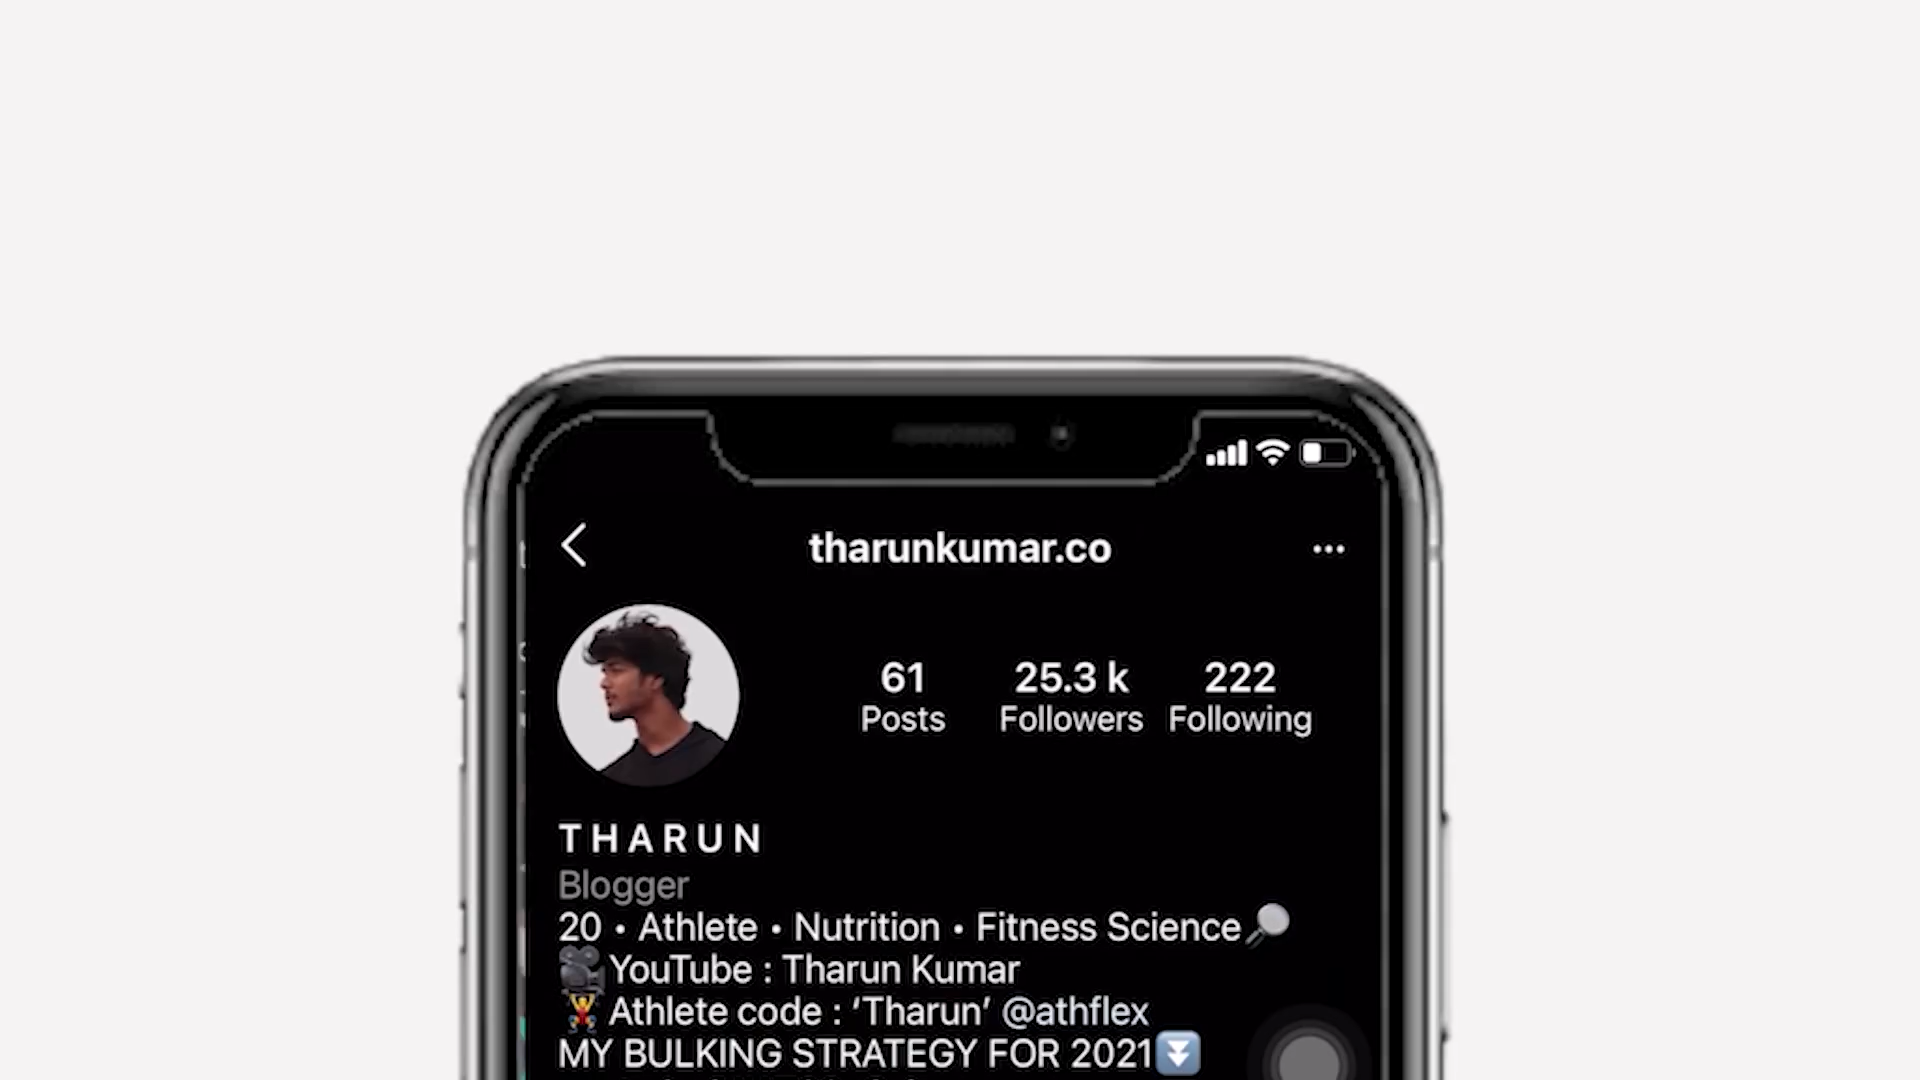 tharunkumar.co
61 25.3 k 222
Posts Followers Following
THARUN
Blogger
20 • Athlete • Nutrition • Fitness Science
YouTube : Tharun Kumar
Athlete code : ‘Tharun’ @athflex
MY BULKING STRATEGY FOR 2021